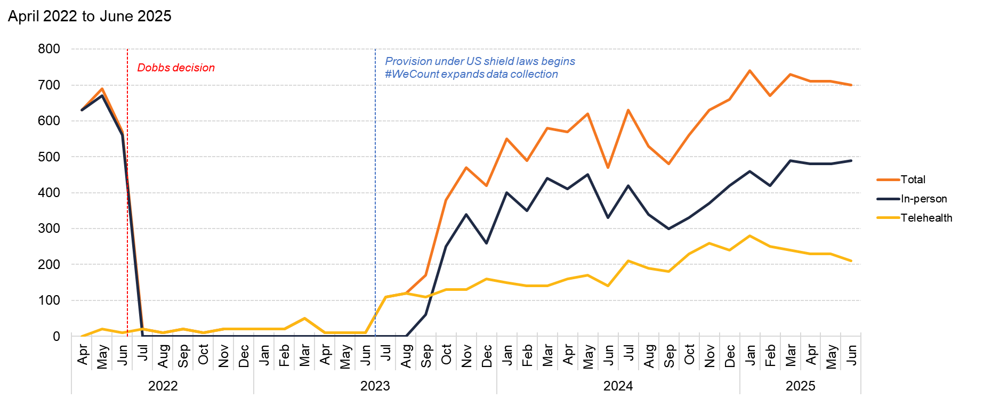 April 2022 to June 2025
800
700
600
500
400
300
200
100
0
Dobbs decision
Provision under US shield laws begins
#WeCount expands data collection
Total
In-person
Telehealth
Apr May Jun Jul Aug Sep Oct Nov Dec Jan Feb Mar Apr May Jun Jul Aug Sep Oct Nov Dec Jan Feb Mar Apr May Jun Jul Aug Sep Oct Nov Dec Jan Feb Mar Apr May Jun
2022 2023 2024 2025